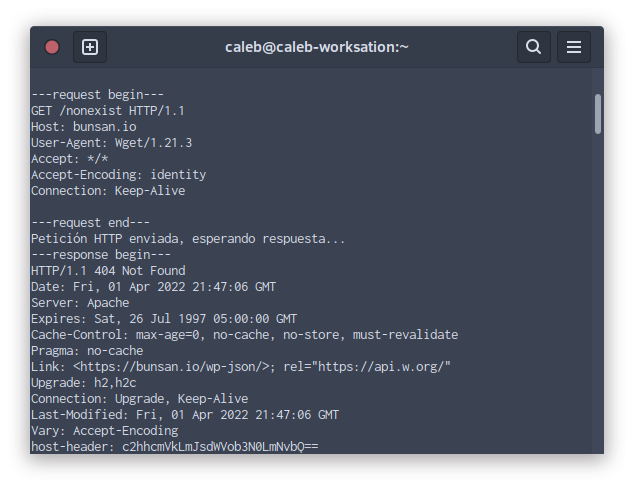 caleb@caleb-worksation:~
---request begin---
GET /nonexist HTTP/1.1
Host: bunsan.io
User-Agent: Wget/1.21.3
Accept: */*
Accept-Encoding: identity
Connection: Keep-Alive
---request end---
Petición HTTP enviada, esperando respuesta...
---response begin---
HTTP/1.1 404 Not Found
Date: Fri, 01 Apr 2022 21:47:06 GMT
Server: Apache
Expires: Sat, 26 Jul 1997 05:00:00 GMT
Cache-Control: max-age=0, no-cache, no-store, must-revalidate
Pragma: no-cache
Link: <https://bunsan.io/wp-json/>; rel="https://api.w.org/"
Upgrade: h2,h2c
Connection: Upgrade, Keep-Alive
Last-Modified: Fri, 01 Apr 2022 21:47:06 GMT
Vary: Accept-Encoding
host-header: c2hhcmVkLmJsdWVob3N0LmNvbQ==